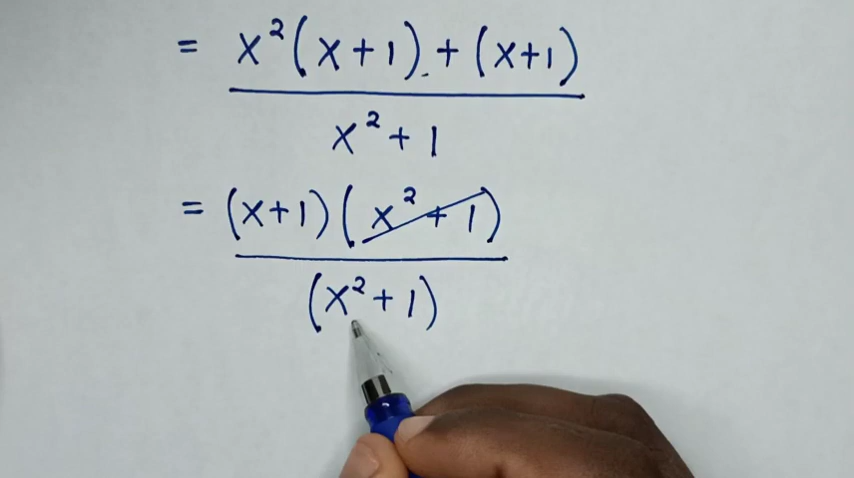 = x²(x+1) + (x+1)
x² + 1
= (x+1)(x² + 1)
(x² + 1)